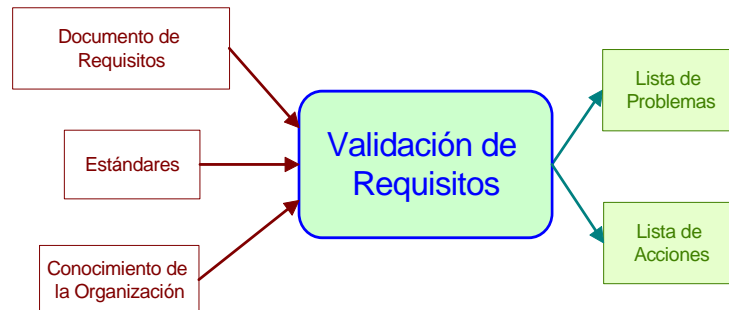 Documento de
Requisitos
Estándares
Conocimiento de
la Organización
Validación de
Requisitos
Lista de
Problemas
Lista de
Acciones